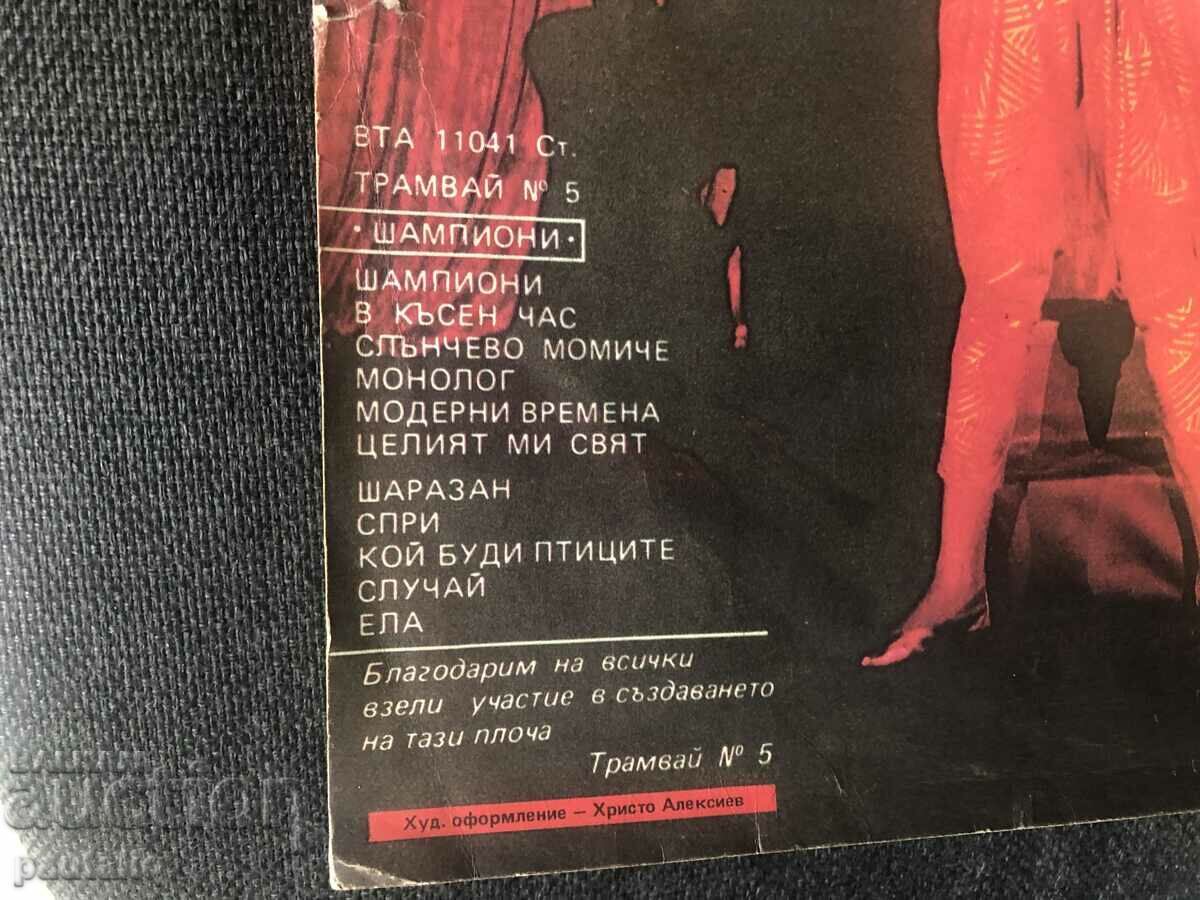 ВТА 11041 Ст.
ТРАМВАЙ № 5
• ШАМПИОНИ •
ШАМПИОНИ
В КЪСЕН ЧАС
СЛЪНЧЕВО МОМИЧЕ
МОНОЛОГ
МОДЕРНИ ВРЕМЕНА
ЦЕЛИЯТ МИ СВЯТ
ШАРАЗАН
СПРИ
КОЙ БУДИ ПТИЦИТЕ
СЛУЧАЙ
ЕЛА
Благодарим на всички
взели участие в създаването
на тази плоча
Трамвай № 5
Худ. оформление – Христо Алексиев
auction